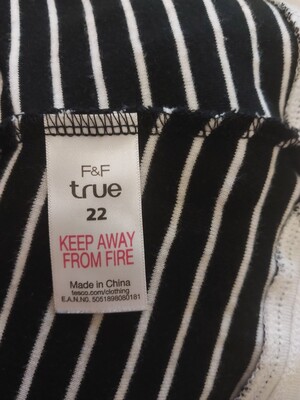 F&F
true
22
KEEP AWAY
FROM FIRE
Made in China
tesco.com/clothing
E.A.N.NO. 5051898080181